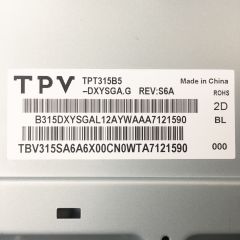 TPV TPT315B5 Made in China
-DXYSGA.G REV:S6A ROHS
2D
B315DXYSGAL12AYWAAA7121590 BL
TBV315SA6A6X00CN0WTA7121590 000